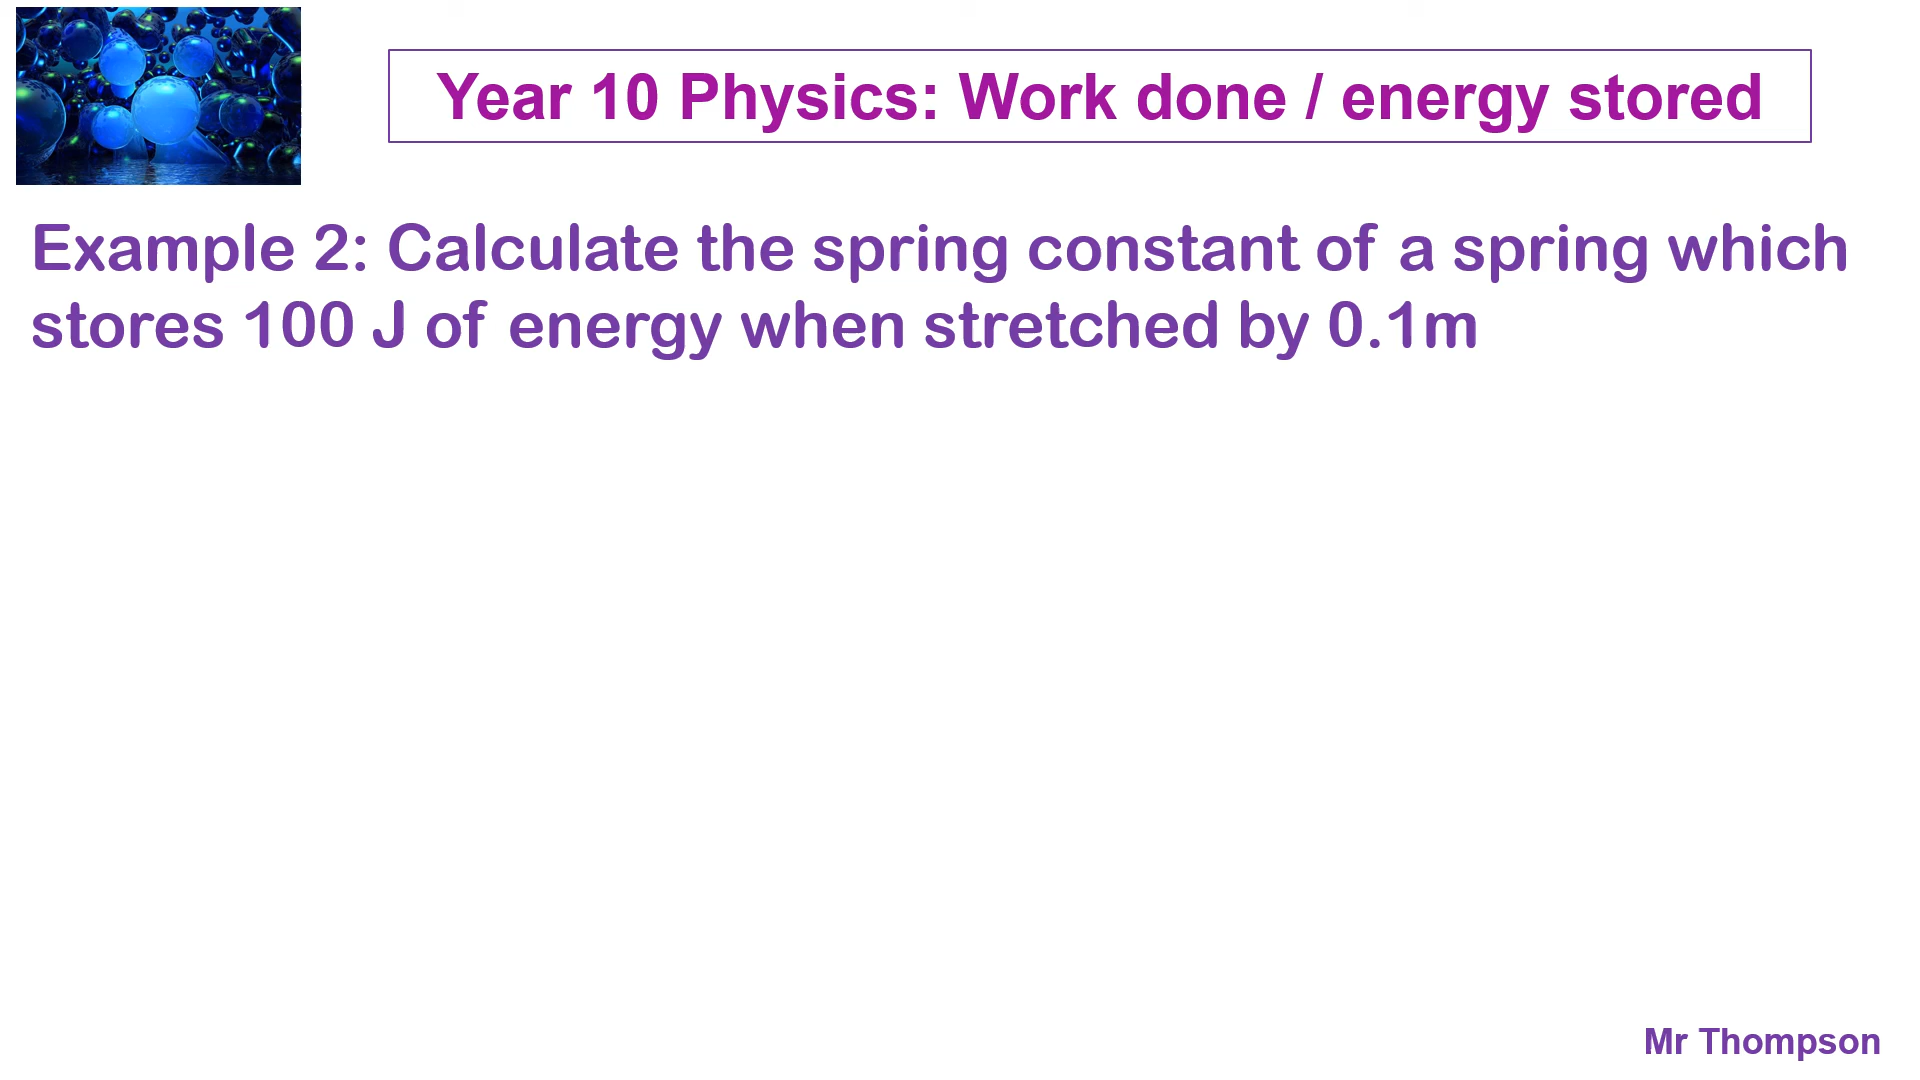 Year 10 Physics: Work done / energy stored
Example 2: Calculate the spring constant of a spring which
stores 100 J of energy when stretched by 0.1m
Mr Thompson